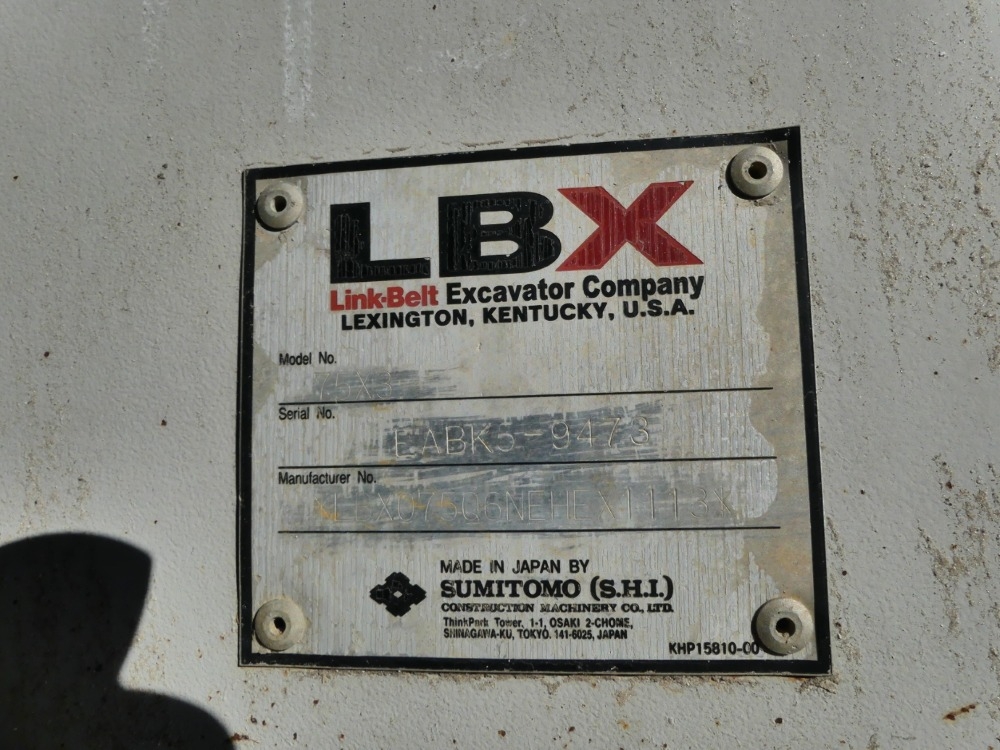 LBX
Link-Belt Excavator Company
LEXINGTON, KENTUCKY, U.S.A.
Model No.
Serial No. EABK5-9473
Manufacturer No.
MADE IN JAPAN BY
SUMITOMO (S.H.I.)
CONSTRUCTION MACHINERY CO., LTD.
ThinkPark Tower, 1-1, OSAKI 2-CHOME,
SHINAGAWA-KU, TOKYO. 141-6025, JAPAN
KHP15810-00